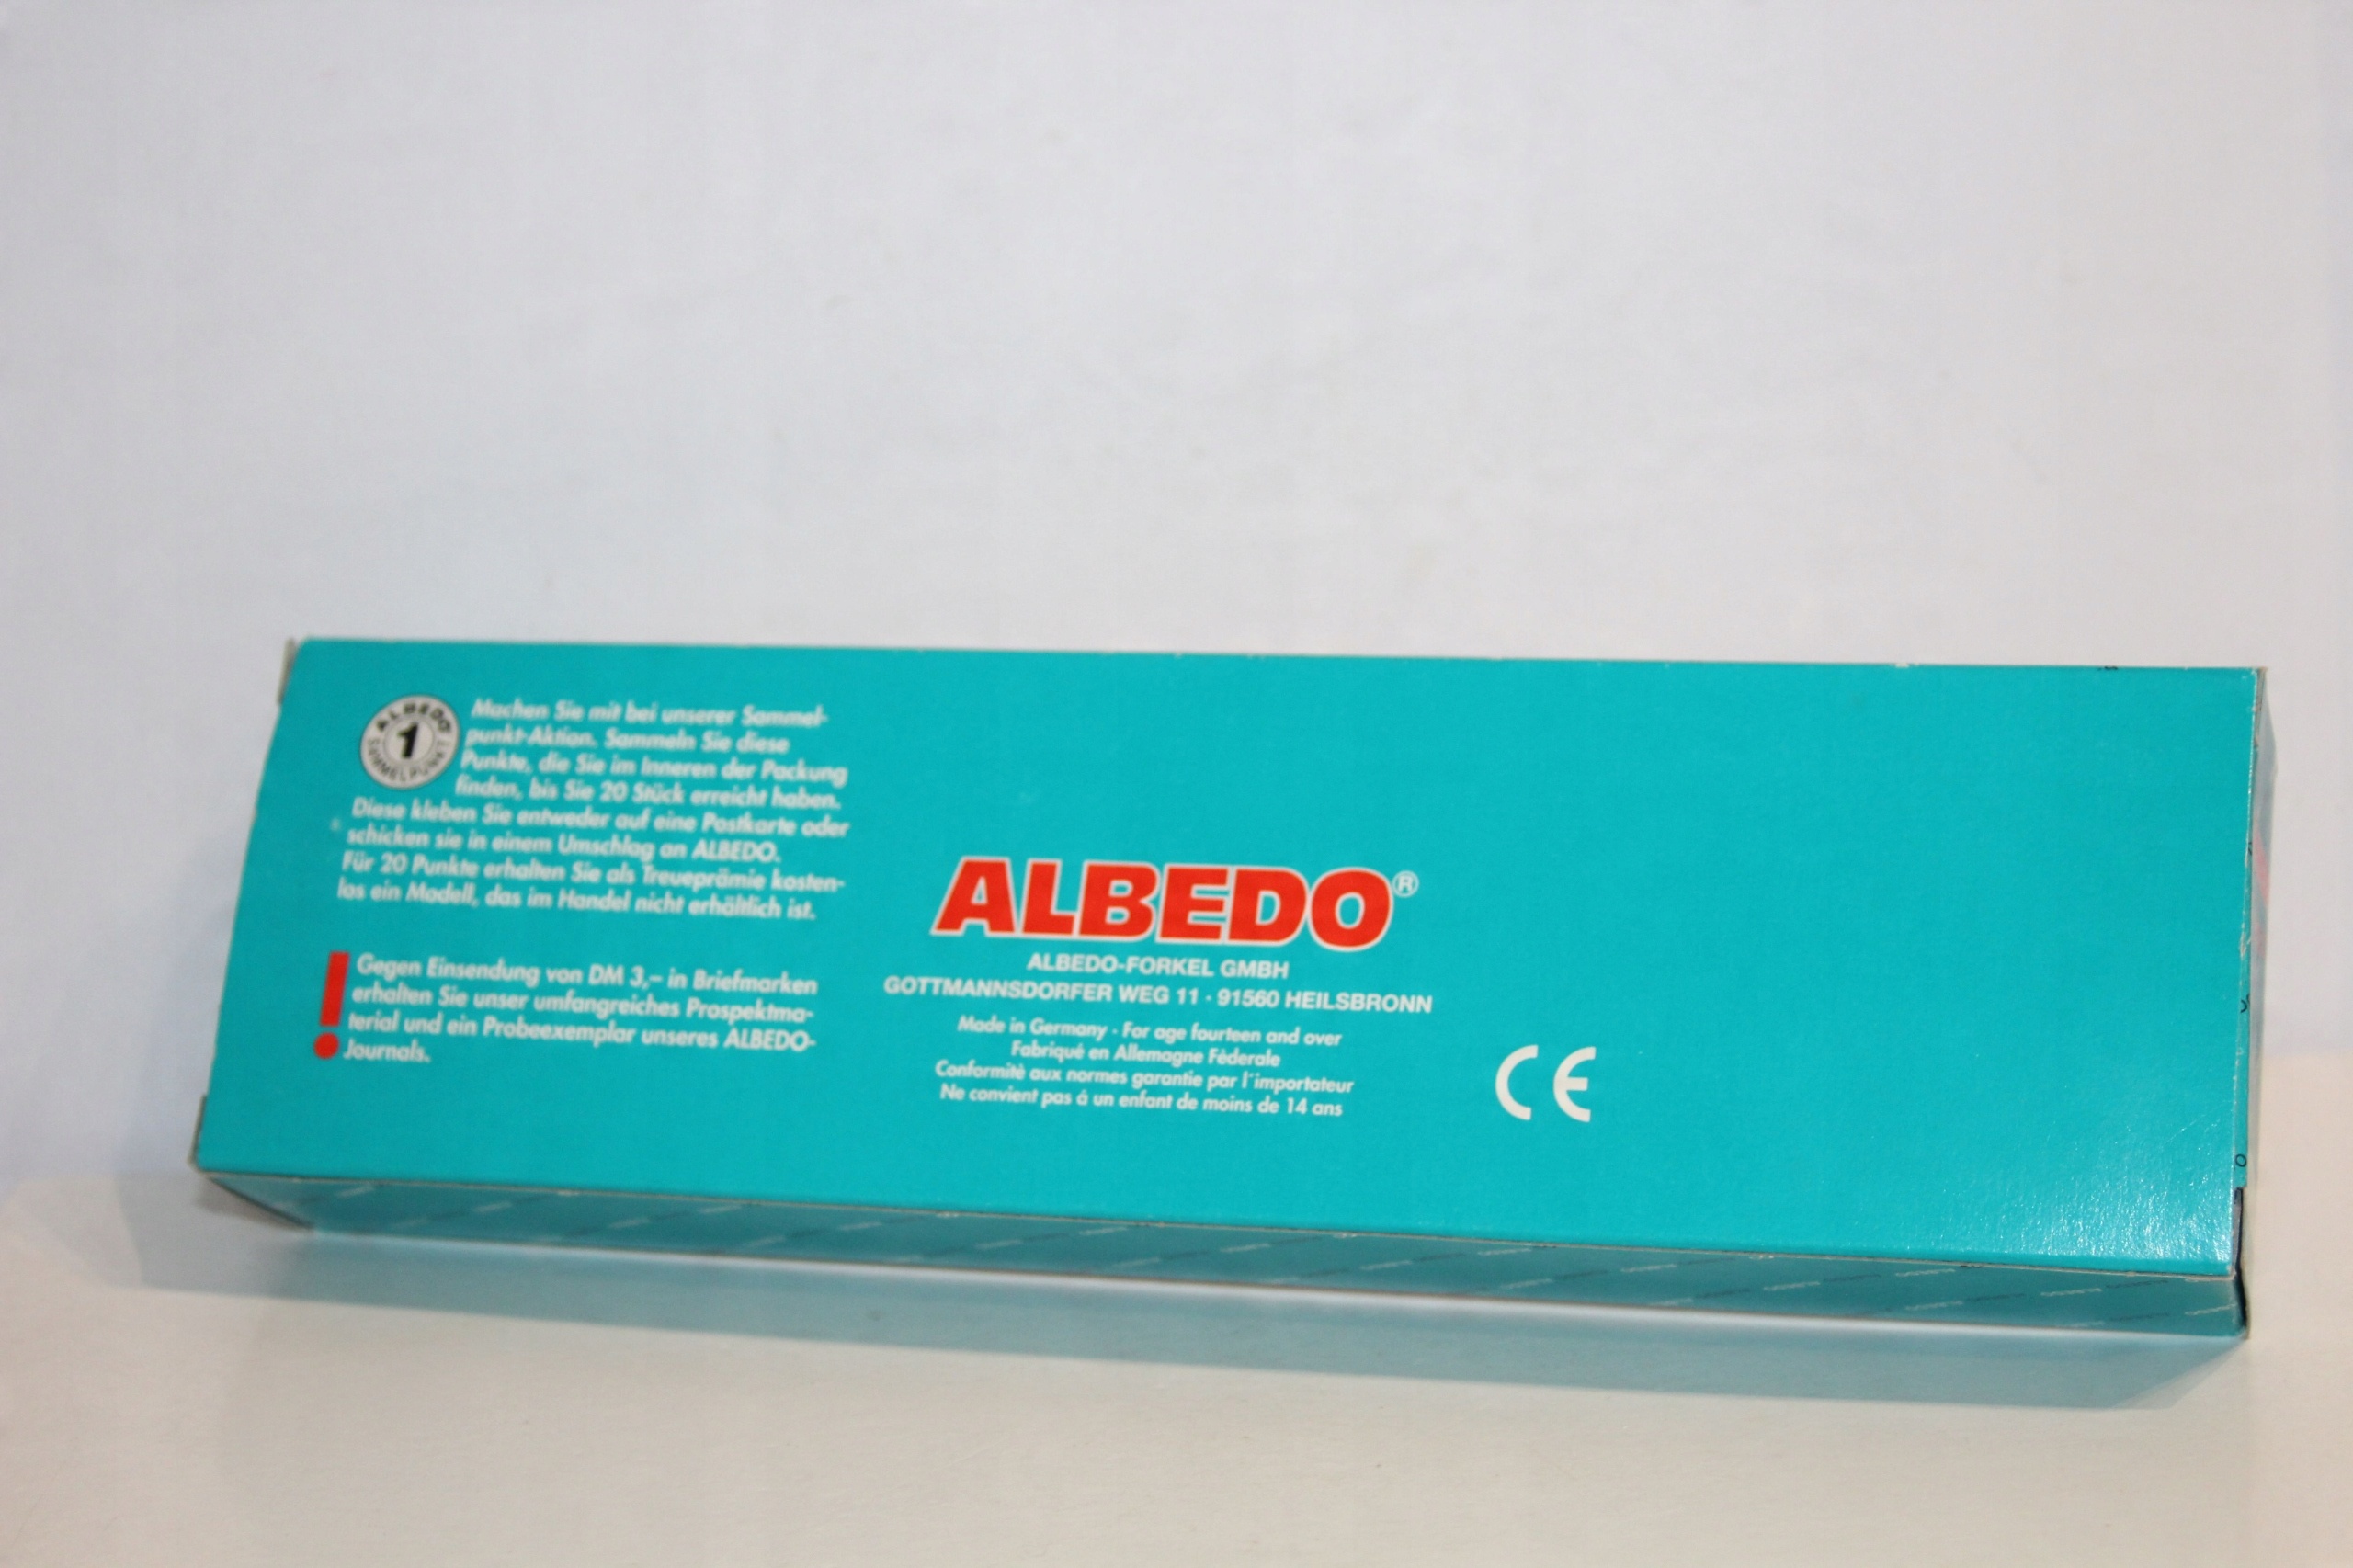 ALBEDO
1
SAMMELPUNKT
Machen Sie mit bei unserer Sammel-
punkt-Aktion. Sammeln Sie diese
Punkte, die Sie im Inneren der Packung
finden, bis Sie 20 Stück erreicht haben.
Diese kleben Sie entweder auf eine Postkarte oder
schicken sie in einem Umschlag an ALBEDO.
Für 20 Punkte erhalten Sie als Treueprämie kosten-
los ein Modell, das im Handel nicht erhältlich ist.
! Gegen Einsendung von DM 3,– in Briefmarken
erhalten Sie unser umfangreiches Prospektma-
terial und ein Probeexemplar unseres ALBEDO-
Journals.
ALBEDO®
ALBEDO-FORKEL GMBH
GOTTMANNSDORFER WEG 11 · 91560 HEILSBRONN
Made in Germany · For age fourteen and over
Fabriqué en Allemagne Fèderale
Conformitè aux normes garantie par l´importateur
Ne convient pas á un enfant de moins de 14 ans
CE